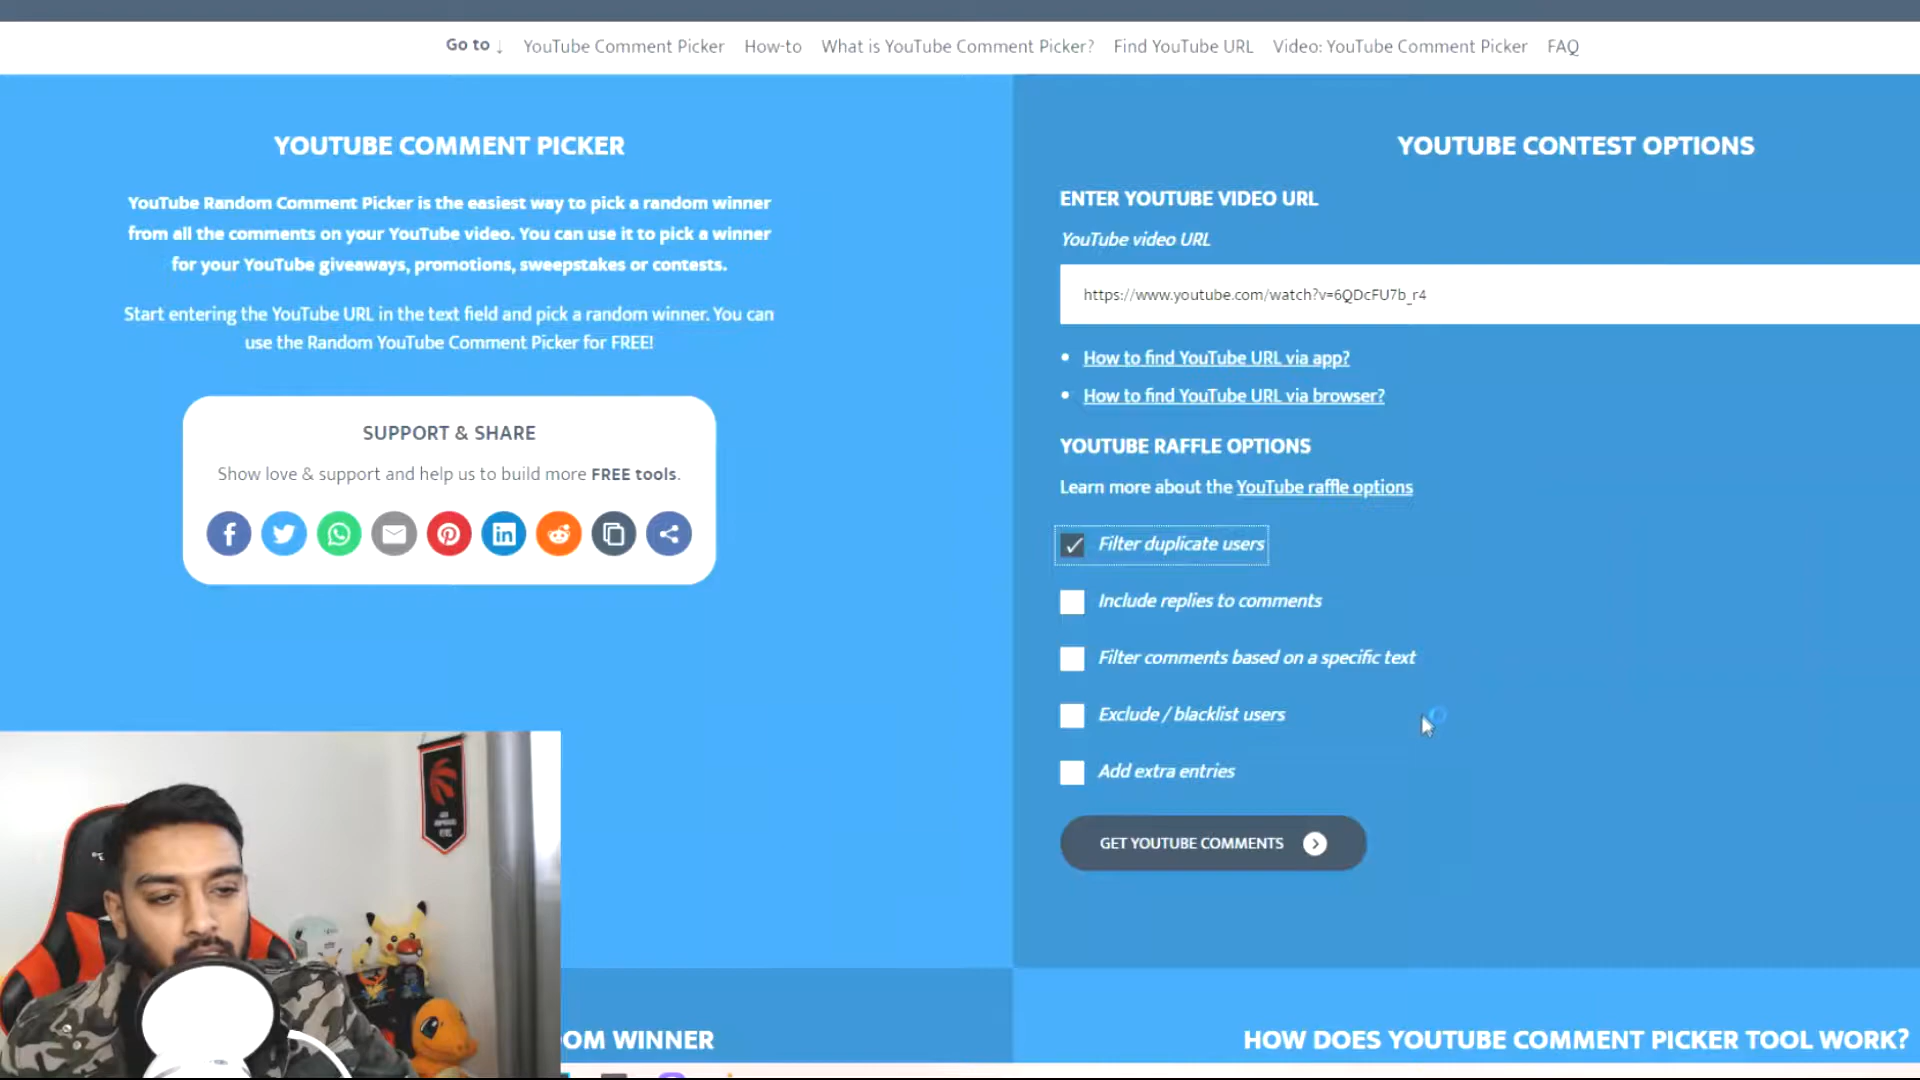 Go to ↓ YouTube Comment Picker How-to What is YouTube Comment Picker? Find YouTube URL Video: YouTube Comment Picker FAQ
YOUTUBE COMMENT PICKER
YouTube Random Comment Picker is the easiest way to pick a random winner
from all the comments on your YouTube video. You can use it to pick a winner
for your YouTube giveaways, promotions, sweepstakes or contests.
Start entering the YouTube URL in the text field and pick a random winner. You can
use the Random YouTube Comment Picker for FREE!
SUPPORT & SHARE
Show love & support and help us to build more FREE tools.
YOUTUBE CONTEST OPTIONS
ENTER YOUTUBE VIDEO URL
YouTube video URL
https://www.youtube.com/watch?v=6QDcFU7b_r4
• How to find YouTube URL via app?
• How to find YouTube URL via browser?
YOUTUBE RAFFLE OPTIONS
Learn more about the YouTube raffle options
Filter duplicate users
Include replies to comments
Filter comments based on a specific text
Exclude / blacklist users
Add extra entries
GET YOUTUBE COMMENTS
OM WINNER
HOW DOES YOUTUBE COMMENT PICKER TOOL WORK?